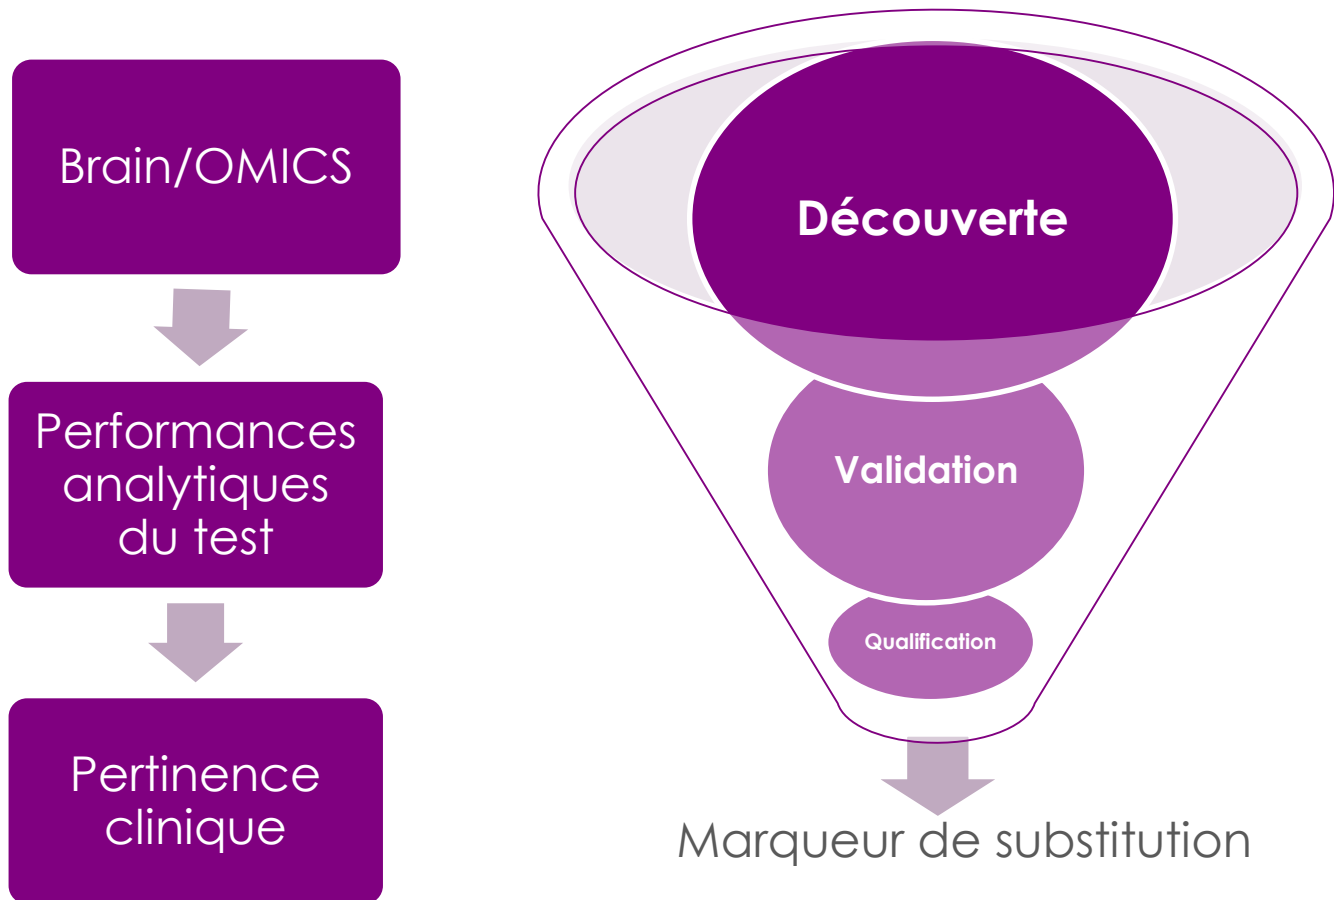 Brain/OMICS
Performances
analytiques
du test
Pertinence
clinique
Découverte
Validation
Qualification
Marqueur de substitution